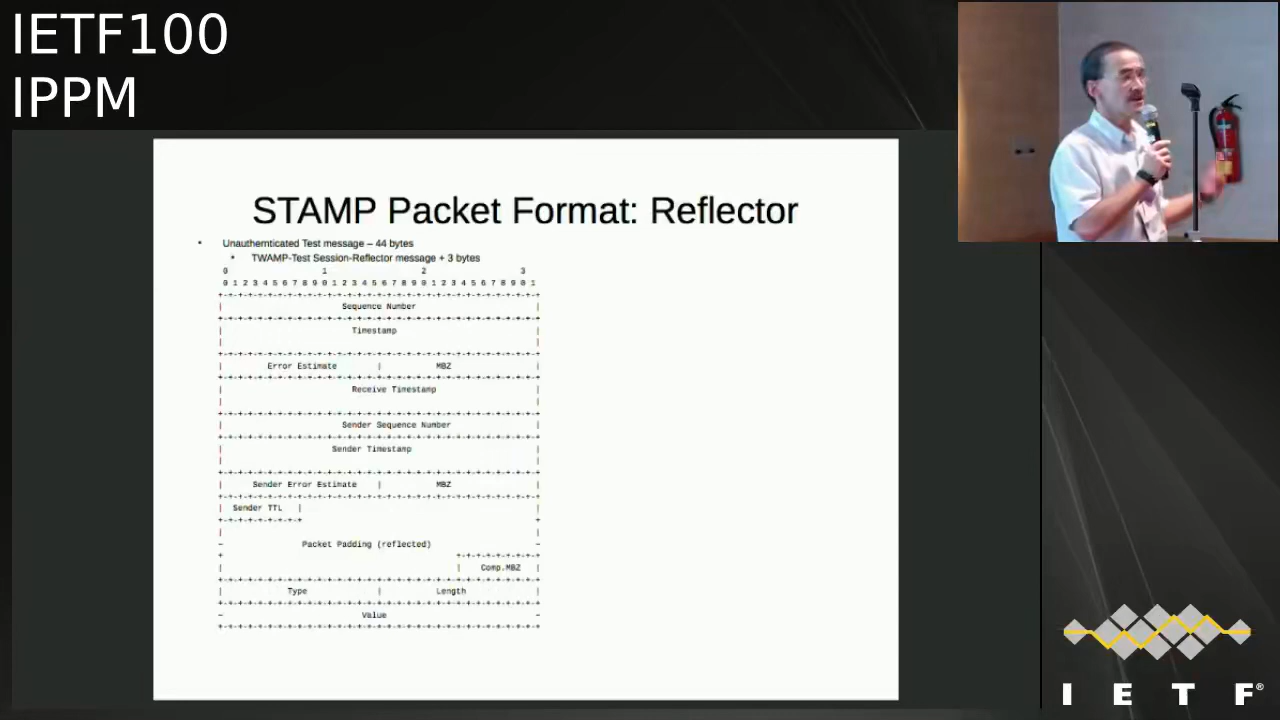 IETF100
IPPM
STAMP Packet Format: Reflector
• Unauthernticated Test message – 44 bytes
• TWAMP-Test Session-Reflector message + 3 bytes
0 1 2 3
0 1 2 3 4 5 6 7 8 9 0 1 2 3 4 5 6 7 8 9 0 1 2 3 4 5 6 7 8 9 0 1
+-+-+-+-+-+-+-+-+-+-+-+-+-+-+-+-+-+-+-+-+-+-+-+-+-+-+-+-+-+-+-+-+
| Sequence Number |
+-+-+-+-+-+-+-+-+-+-+-+-+-+-+-+-+-+-+-+-+-+-+-+-+-+-+-+-+-+-+-+-+
| Timestamp |
| |
+-+-+-+-+-+-+-+-+-+-+-+-+-+-+-+-+-+-+-+-+-+-+-+-+-+-+-+-+-+-+-+-+
| Error Estimate | MBZ |
+-+-+-+-+-+-+-+-+-+-+-+-+-+-+-+-+-+-+-+-+-+-+-+-+-+-+-+-+-+-+-+-+
| Receive Timestamp |
| |
+-+-+-+-+-+-+-+-+-+-+-+-+-+-+-+-+-+-+-+-+-+-+-+-+-+-+-+-+-+-+-+-+
| Sender Sequence Number |
+-+-+-+-+-+-+-+-+-+-+-+-+-+-+-+-+-+-+-+-+-+-+-+-+-+-+-+-+-+-+-+-+
| Sender Timestamp |
| |
+-+-+-+-+-+-+-+-+-+-+-+-+-+-+-+-+-+-+-+-+-+-+-+-+-+-+-+-+-+-+-+-+
| Sender Error Estimate | MBZ |
+-+-+-+-+-+-+-+-+-+-+-+-+-+-+-+-+-+-+-+-+-+-+-+-+-+-+-+-+-+-+-+-+
| Sender TTL | |
+-+-+-+-+-+-+-+-+ +
| |
~ Packet Padding (reflected) ~
+ +-+-+-+-+-+-+-+-+
| | Comp.MBZ |
+-+-+-+-+-+-+-+-+-+-+-+-+-+-+-+-+-+-+-+-+-+-+-+-+-+-+-+-+-+-+-+-+
| Type | Length |
+-+-+-+-+-+-+-+-+-+-+-+-+-+-+-+-+-+-+-+-+-+-+-+-+-+-+-+-+-+-+-+-+
~ Value ~
+-+-+-+-+-+-+-+-+-+-+-+-+-+-+-+-+-+-+-+-+-+-+-+-+-+-+-+-+-+-+-+-+
I E T F®